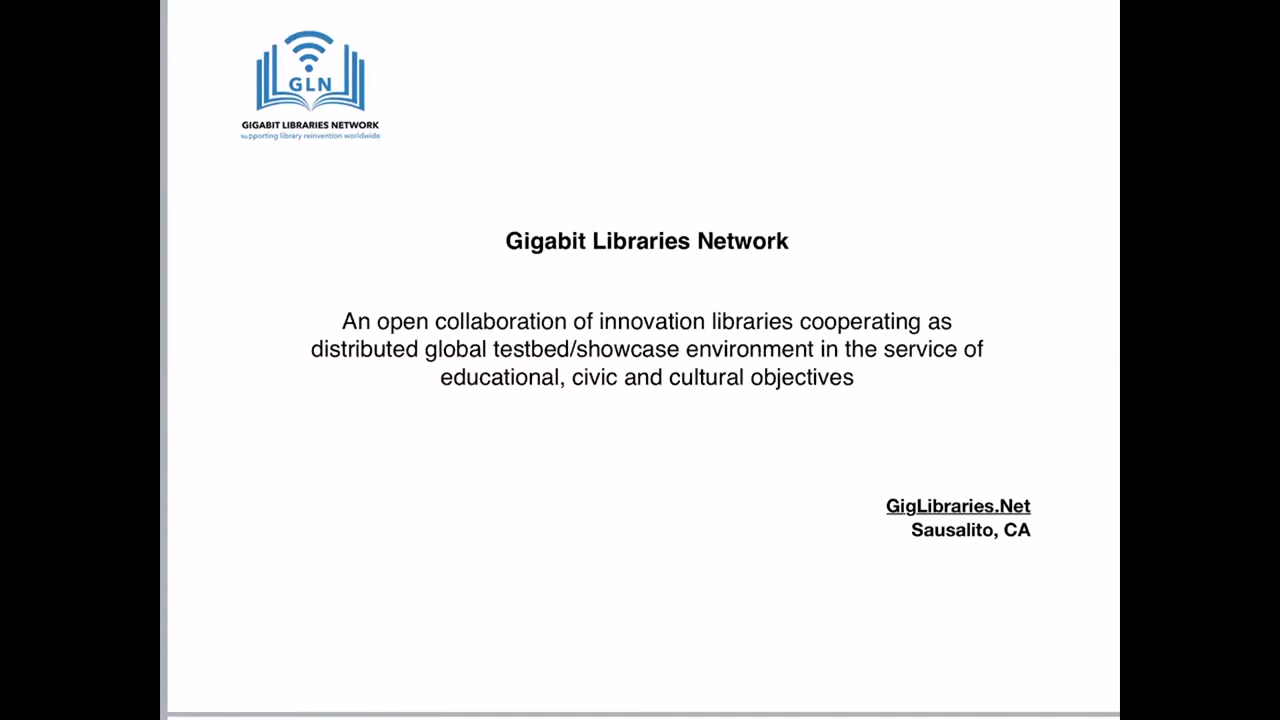 GLN
GIGABIT LIBRARIES NETWORK
supporting library reinvention worldwide
Gigabit Libraries Network
An open collaboration of innovation libraries cooperating as
distributed global testbed/showcase environment in the service of
educational, civic and cultural objectives
GigLibraries.Net
Sausalito, CA